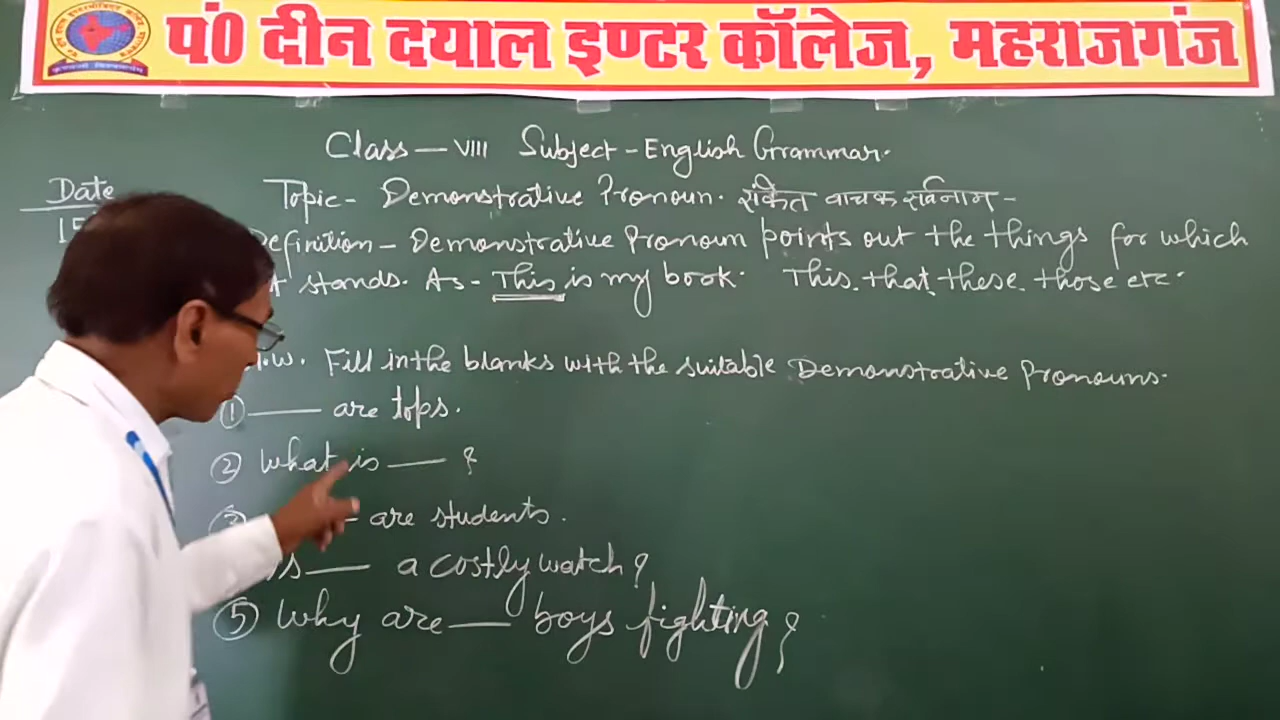 पं0 दीन दयाल इण्टर कॉलेज, महराजगंज
Class — VIII Subject - English Grammar.
Date
Topic - Demonstrative Pronoun. संकेत वाचक सर्वनाम -
Definition - Demonstrative Pronoun points out the things for which
stands. As - This is my book. This, that, these, those etc.
.W. Fill in the blanks with the suitable Demonstrative Pronouns.
① —— are tops.
② What is —— ?
— are students.
Is —— a costly watch?
⑤ Why are —— boys fighting?